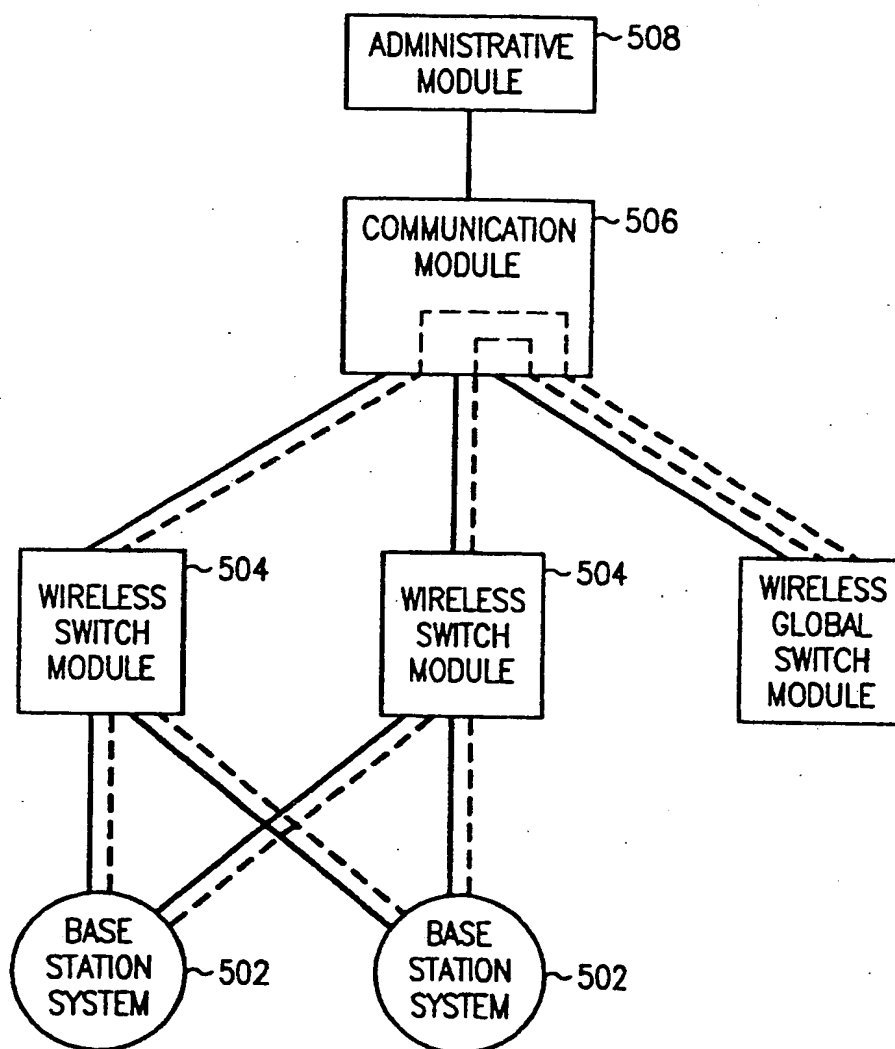 ADMINISTRATIVE
MODULE
508
COMMUNICATION
MODULE
506
WIRELESS
SWITCH
MODULE
504
WIRELESS
SWITCH
MODULE
504
WIRELESS
GLOBAL
SWITCH
MODULE
BASE
STATION
SYSTEM
502
BASE
STATION
SYSTEM
502